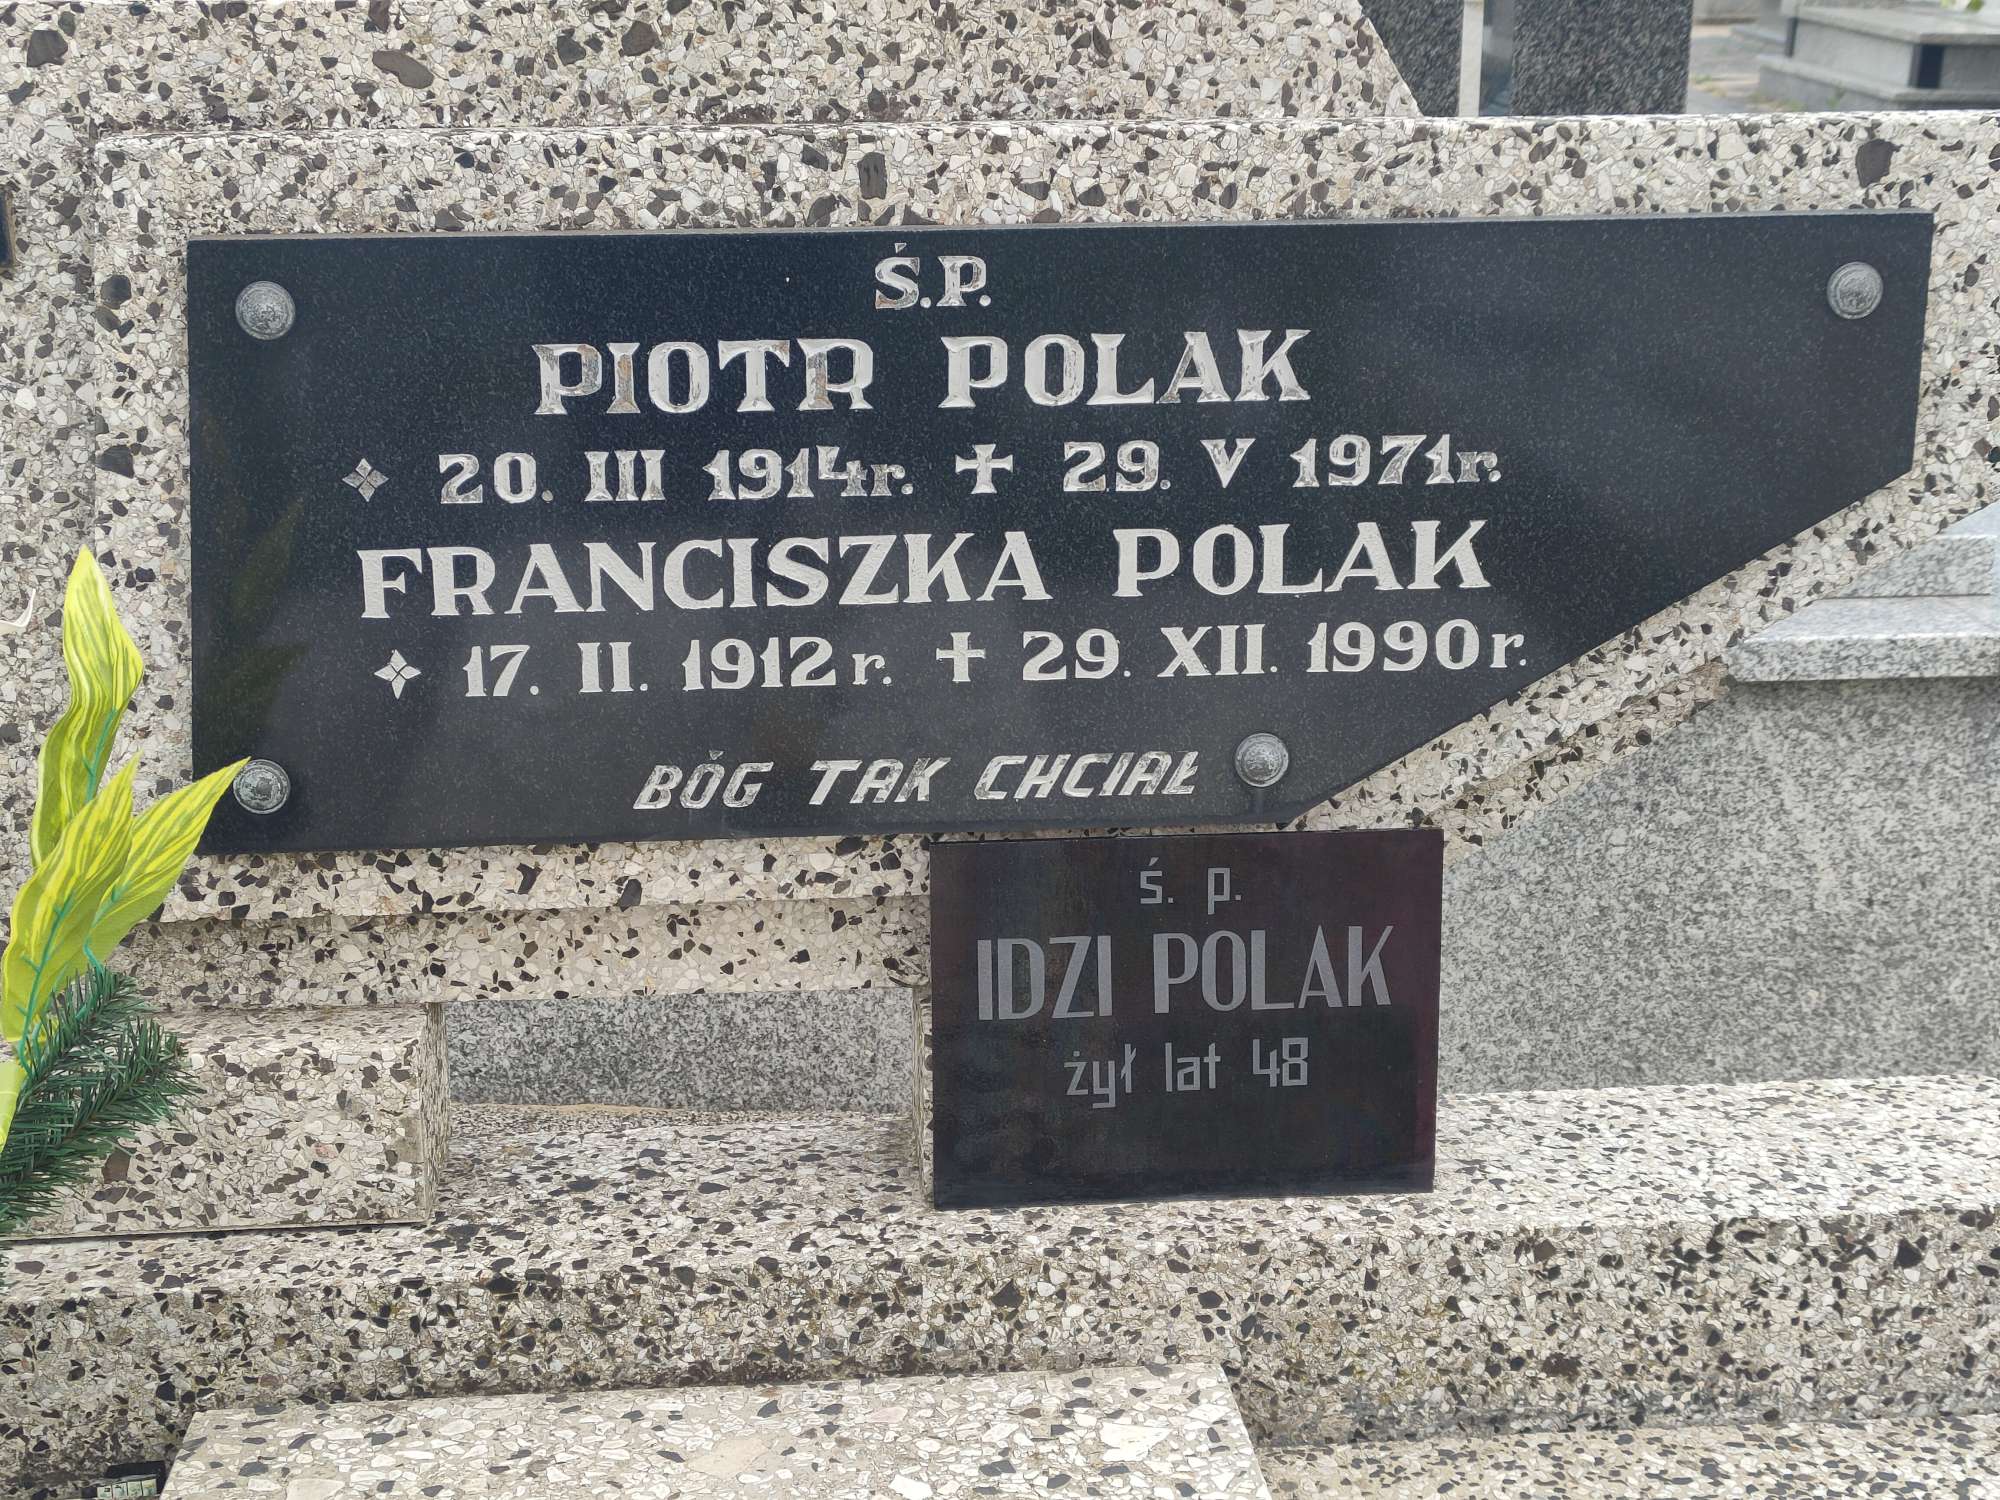 Ś.P.
PIOTR POLAK
20. III 1914r. ✝ 29. V 1971r.
FRANCISZKA POLAK
17. II. 1912 r. ✝ 29. XII. 1990 r.
BÓG TAK CHCIAŁ
ś. p.
IDZI POLAK
żył lat 48